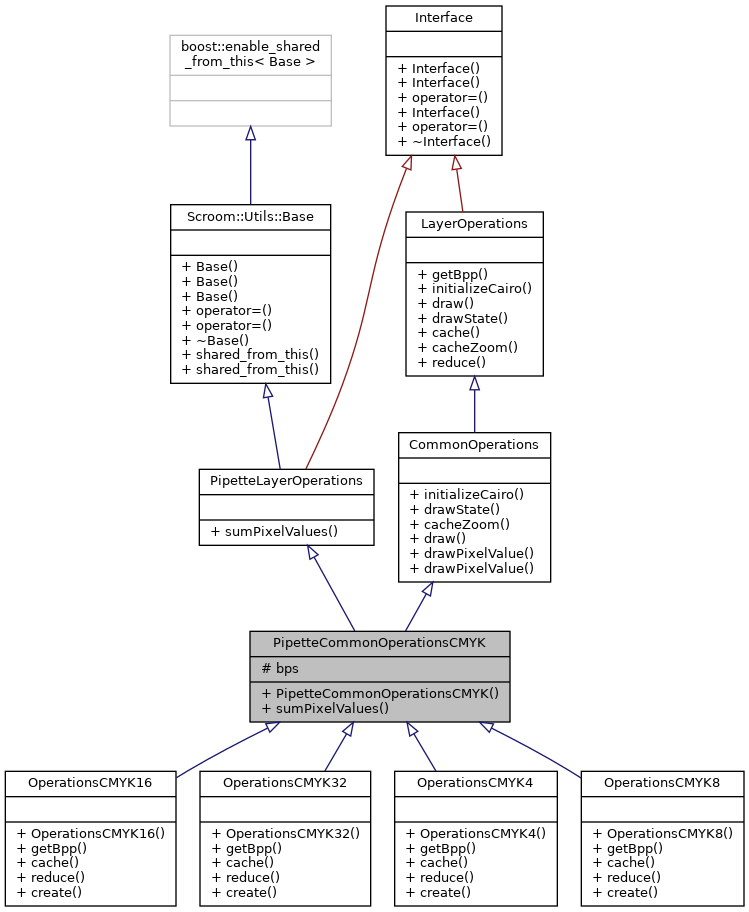 Interface
+ Interface()
+ Interface()
+ operator=()
+ Interface()
+ operator=()
+ ~Interface()
boost::enable_shared
_from_this< Base >
Scroom::Utils::Base
+ Base()
+ Base()
+ Base()
+ operator=()
+ operator=()
+ ~Base()
+ shared_from_this()
+ shared_from_this()
LayerOperations
+ getBpp()
+ initializeCairo()
+ draw()
+ drawState()
+ cache()
+ cacheZoom()
+ reduce()
PipetteLayerOperations
+ sumPixelValues()
CommonOperations
+ initializeCairo()
+ drawState()
+ cacheZoom()
+ draw()
+ drawPixelValue()
+ drawPixelValue()
PipetteCommonOperationsCMYK
# bps
+ PipetteCommonOperationsCMYK()
+ sumPixelValues()
OperationsCMYK16
+ OperationsCMYK16()
+ getBpp()
+ cache()
+ reduce()
+ create()
OperationsCMYK32
+ OperationsCMYK32()
+ getBpp()
+ cache()
+ reduce()
+ create()
OperationsCMYK4
+ OperationsCMYK4()
+ getBpp()
+ cache()
+ reduce()
+ create()
OperationsCMYK8
+ OperationsCMYK8()
+ getBpp()
+ cache()
+ reduce()
+ create()